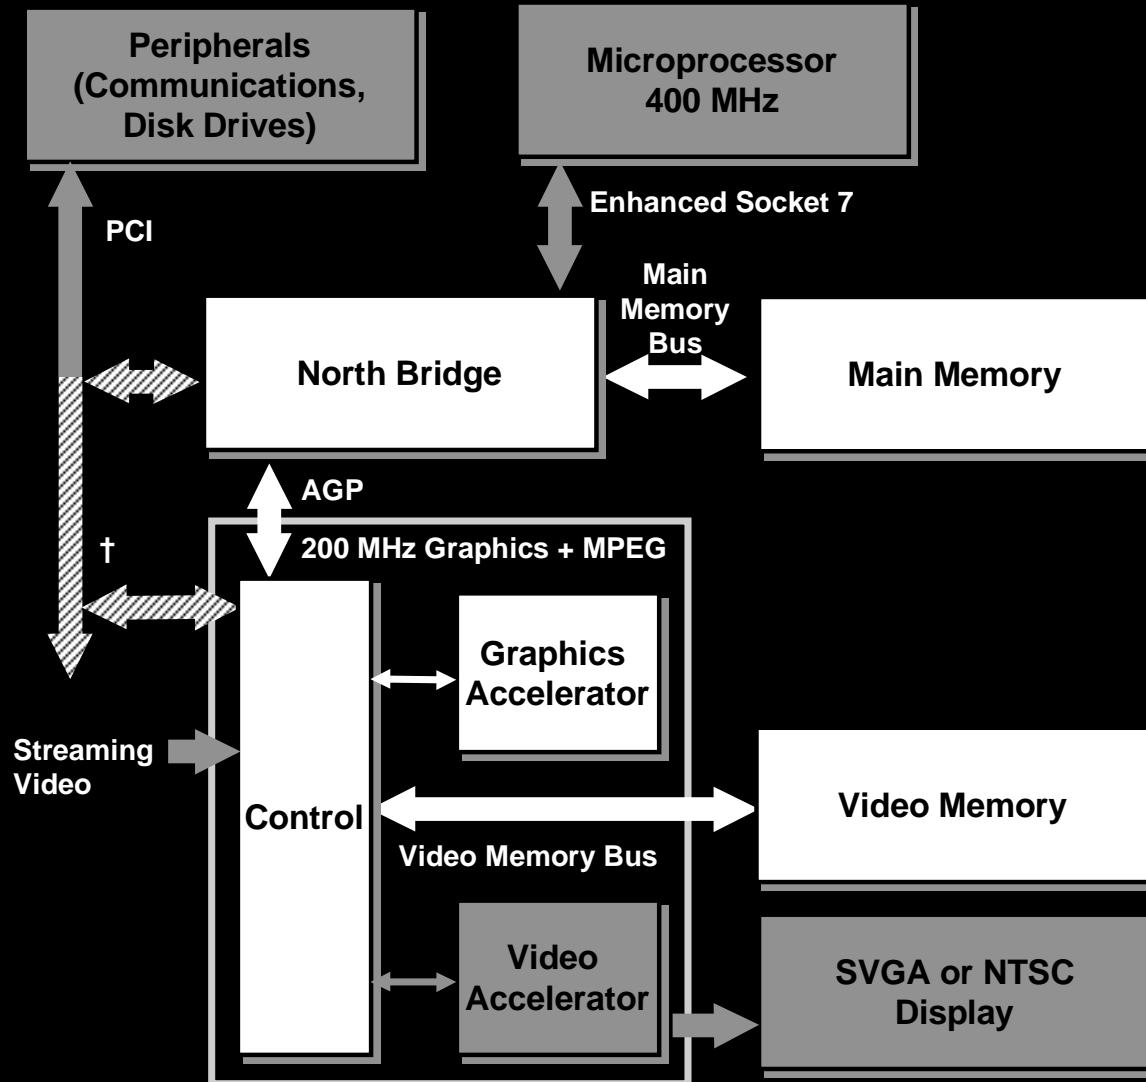 Peripherals
(Communications,
Disk Drives)
Microprocessor
400 MHz
Enhanced Socket 7
PCI
Main
Memory
Bus
North Bridge
Main Memory
AGP
†
200 MHz Graphics + MPEG
Graphics
Accelerator
Streaming
Video
Control
Video Memory
Video Memory Bus
Video
Accelerator
SVGA or NTSC
Display